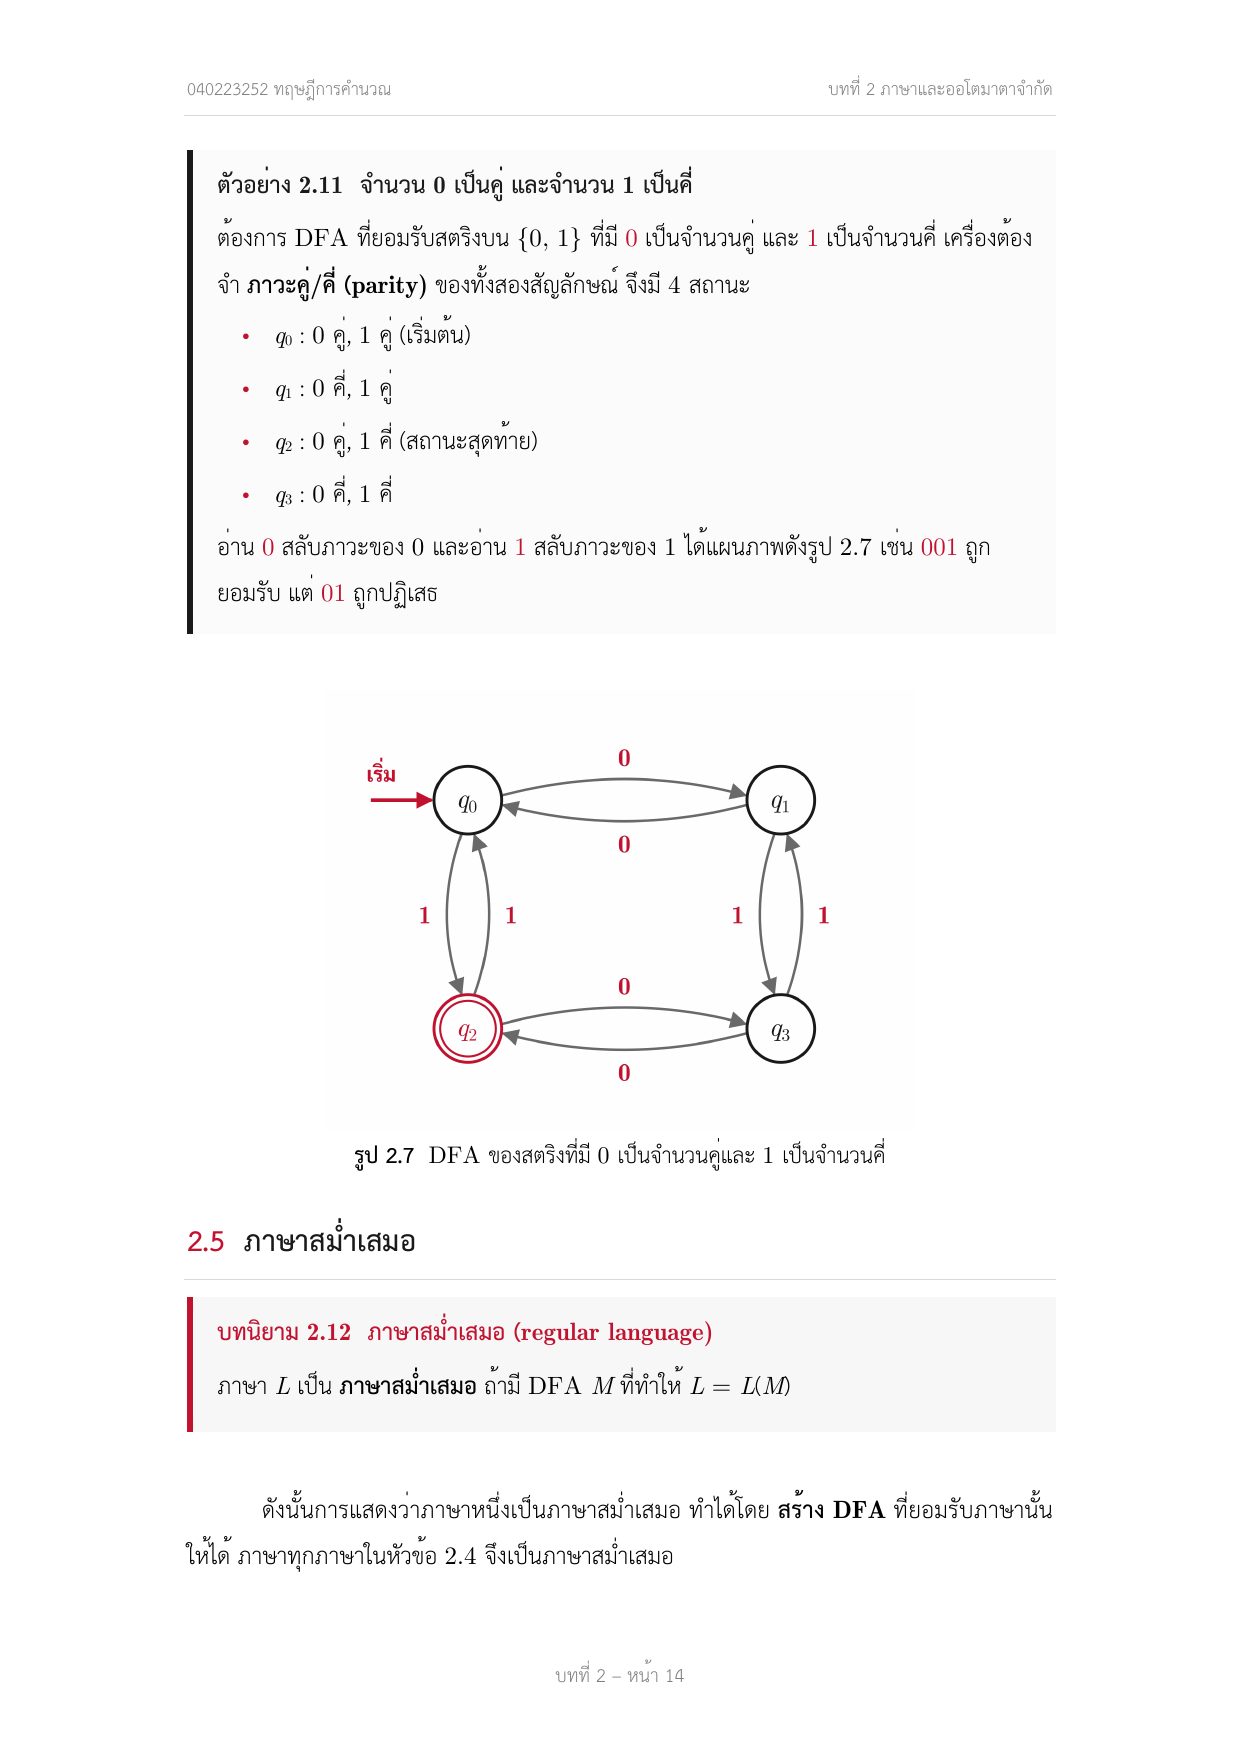 040223252 ทฤษฎีการคำนวณ บทที่ 2 ภาษาและออโตมาตาจำกัด
ตัวอย่าง 2.11 จำนวน 0 เป็นคู่ และจำนวน 1 เป็นคี่
ต้องการ DFA ที่ยอมรับสตริงบน {0, 1} ที่มี 0 เป็นจำนวนคู่ และ 1 เป็นจำนวนคี่ เครื่องต้อง
จำ ภาวะคู่/คี่ (parity) ของทั้งสองสัญลักษณ์ จึงมี 4 สถานะ
• q₀ : 0 คู่, 1 คู่ (เริ่มต้น)
• q₁ : 0 คี่, 1 คู่
• q₂ : 0 คู่, 1 คี่ (สถานะสุดท้าย)
• q₃ : 0 คี่, 1 คี่
อ่าน 0 สลับภาวะของ 0 และอ่าน 1 สลับภาวะของ 1 ได้แผนภาพดังรูป 2.7 เช่น 001 ถูก
ยอมรับ แต่ 01 ถูกปฏิเสธ
0
เริ่ม
q₀ q₁
0
1 1 1 1
0
q₂ q₃
0
รูป 2.7 DFA ของสตริงที่มี 0 เป็นจำนวนคู่และ 1 เป็นจำนวนคี่
2.5 ภาษาสม่ำเสมอ
บทนิยาม 2.12 ภาษาสม่ำเสมอ (regular language)
ภาษา L เป็น ภาษาสม่ำเสมอ ถ้ามี DFA M ที่ทำให้ L = L(M)
ดังนั้นการแสดงว่าภาษาหนึ่งเป็นภาษาสม่ำเสมอ ทำได้โดย สร้าง DFA ที่ยอมรับภาษานั้น
ให้ได้ ภาษาทุกภาษาในหัวข้อ 2.4 จึงเป็นภาษาสม่ำเสมอ
บทที่ 2 – หน้า 14